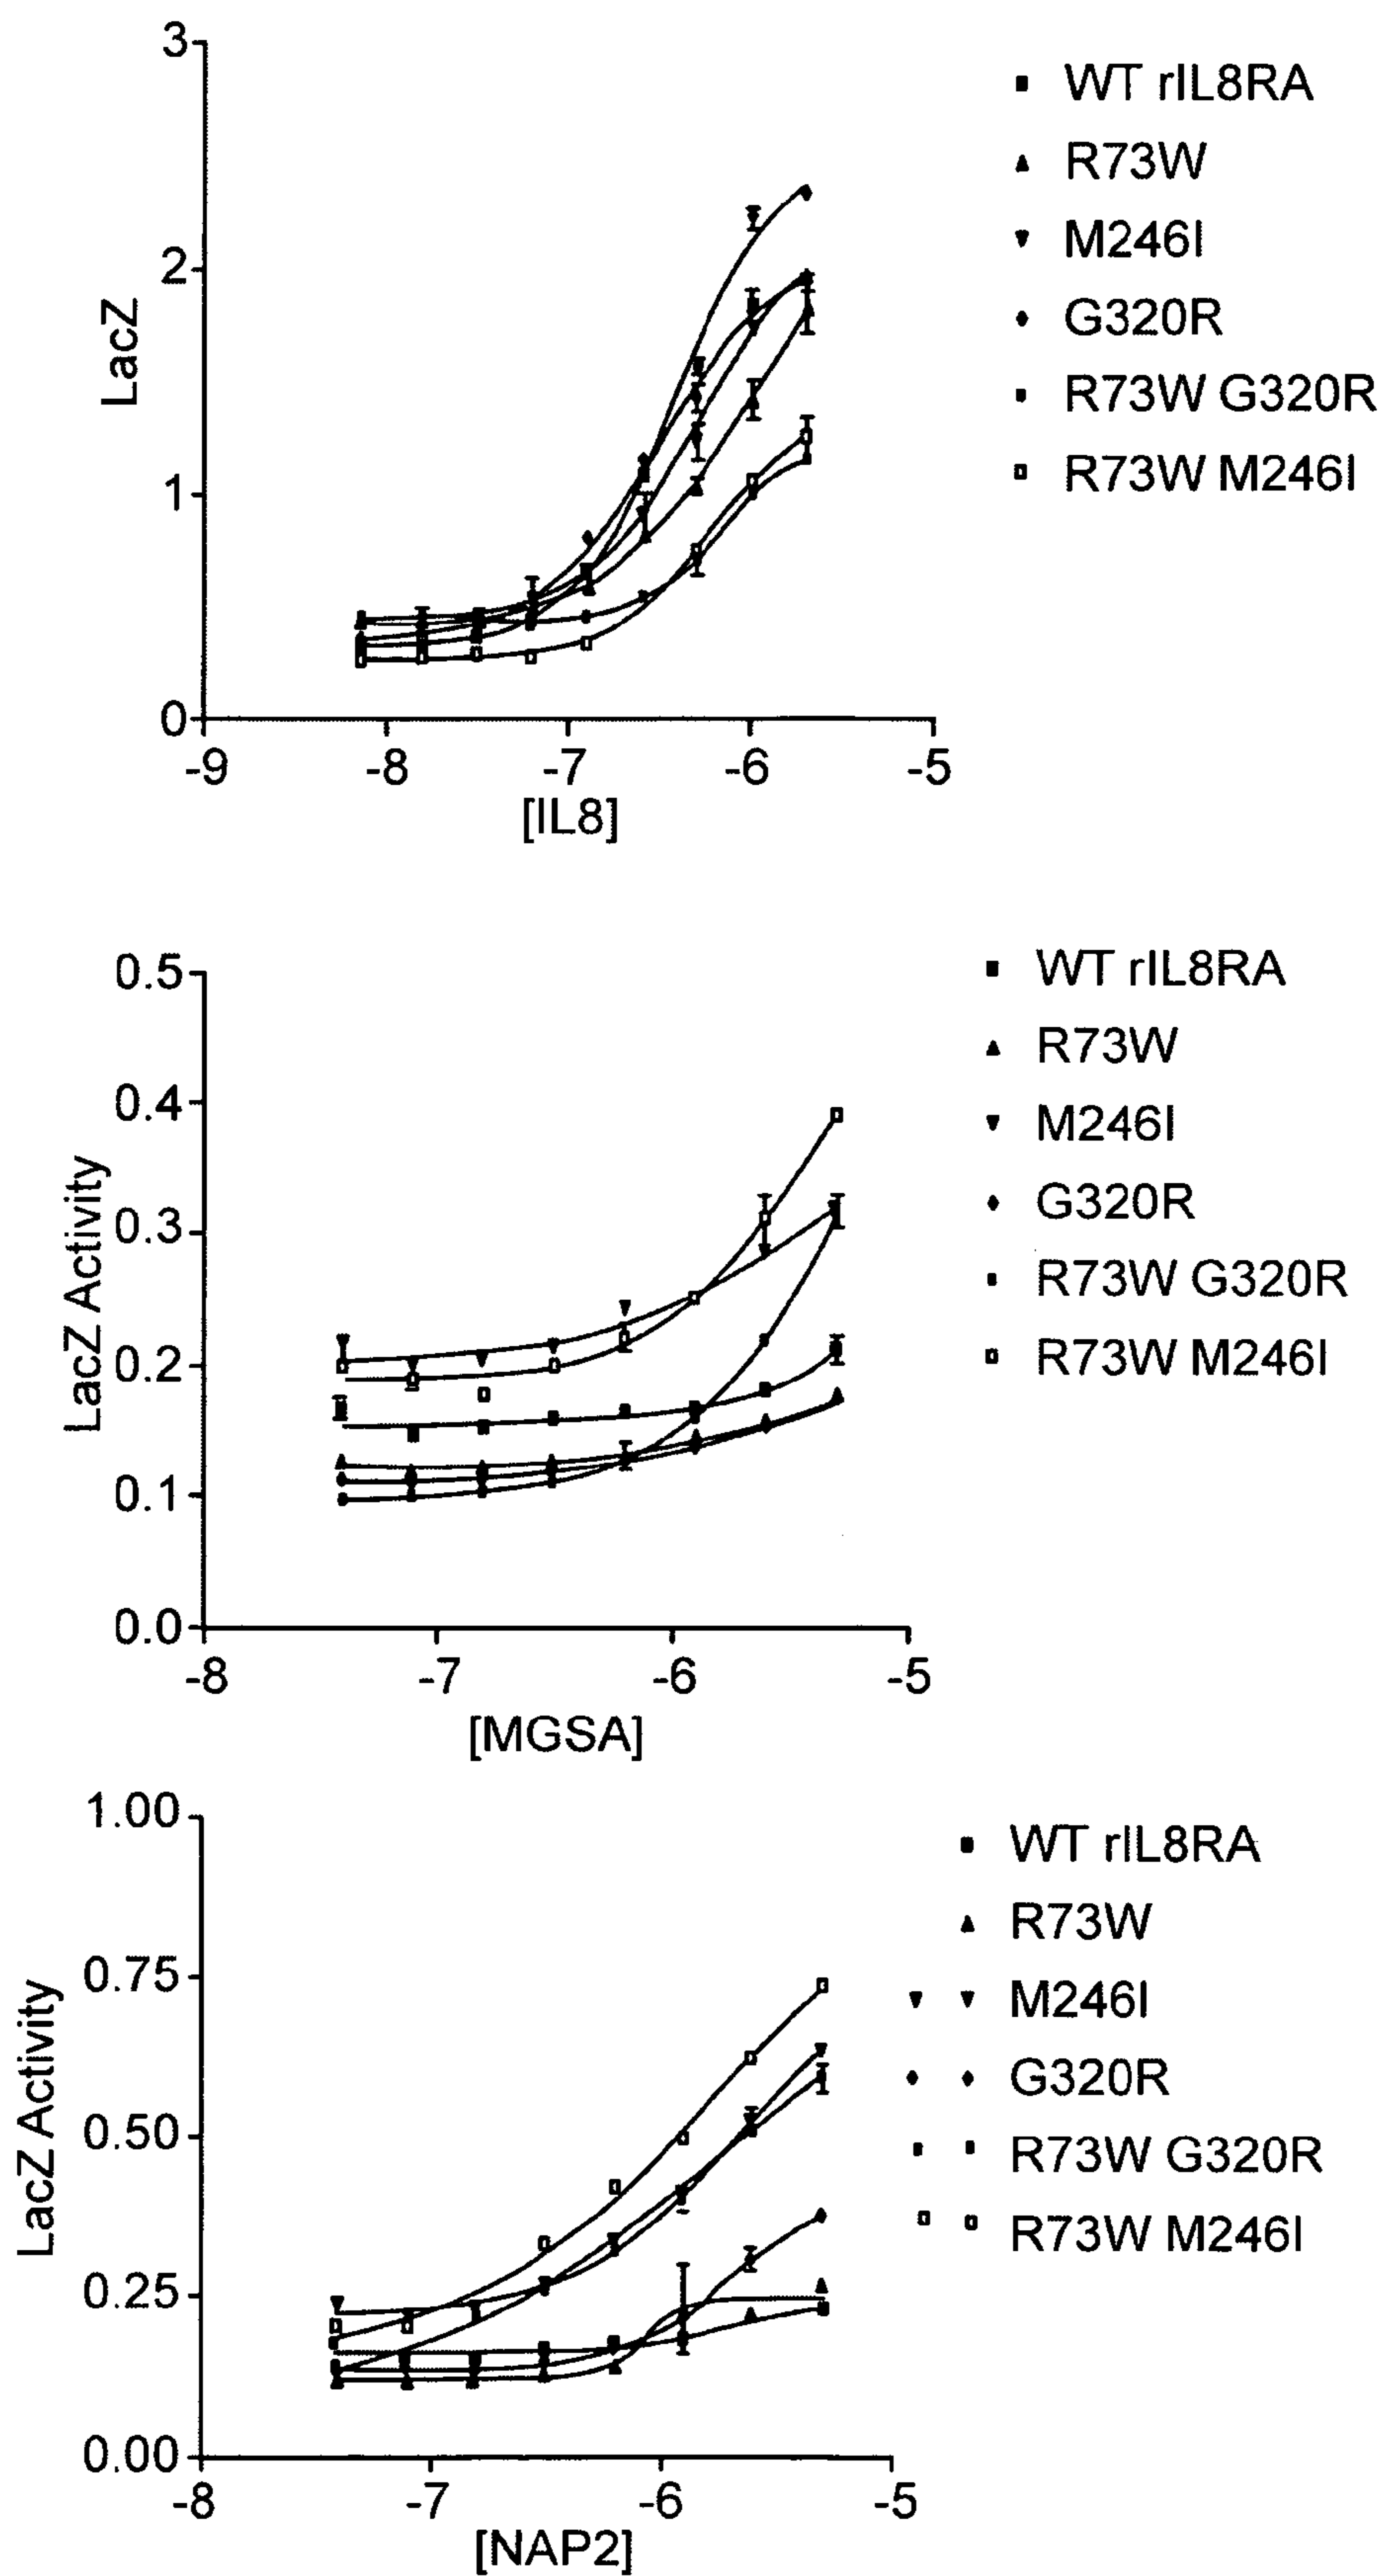 3
2
1
0
-9
-8
-7
-6
-5
LacZ
[IL8]
WT rIL8RA
R73W
M246I
G320R
R73W G320R
R73W M246I
0.5
0.4
0.3
0.2
0.1
0.0
-8
-7
-6
-5
LacZ Activity
[MGSA]
WT rIL8RA
R73W
M246I
G320R
R73W G320R
R73W M246I
1.00
0.75
0.50
0.25
0.00
-8
-7
-6
-5
LacZ Activity
[NAP2]
WT rIL8RA
R73W
M246I
G320R
R73W G320R
R73W M246I